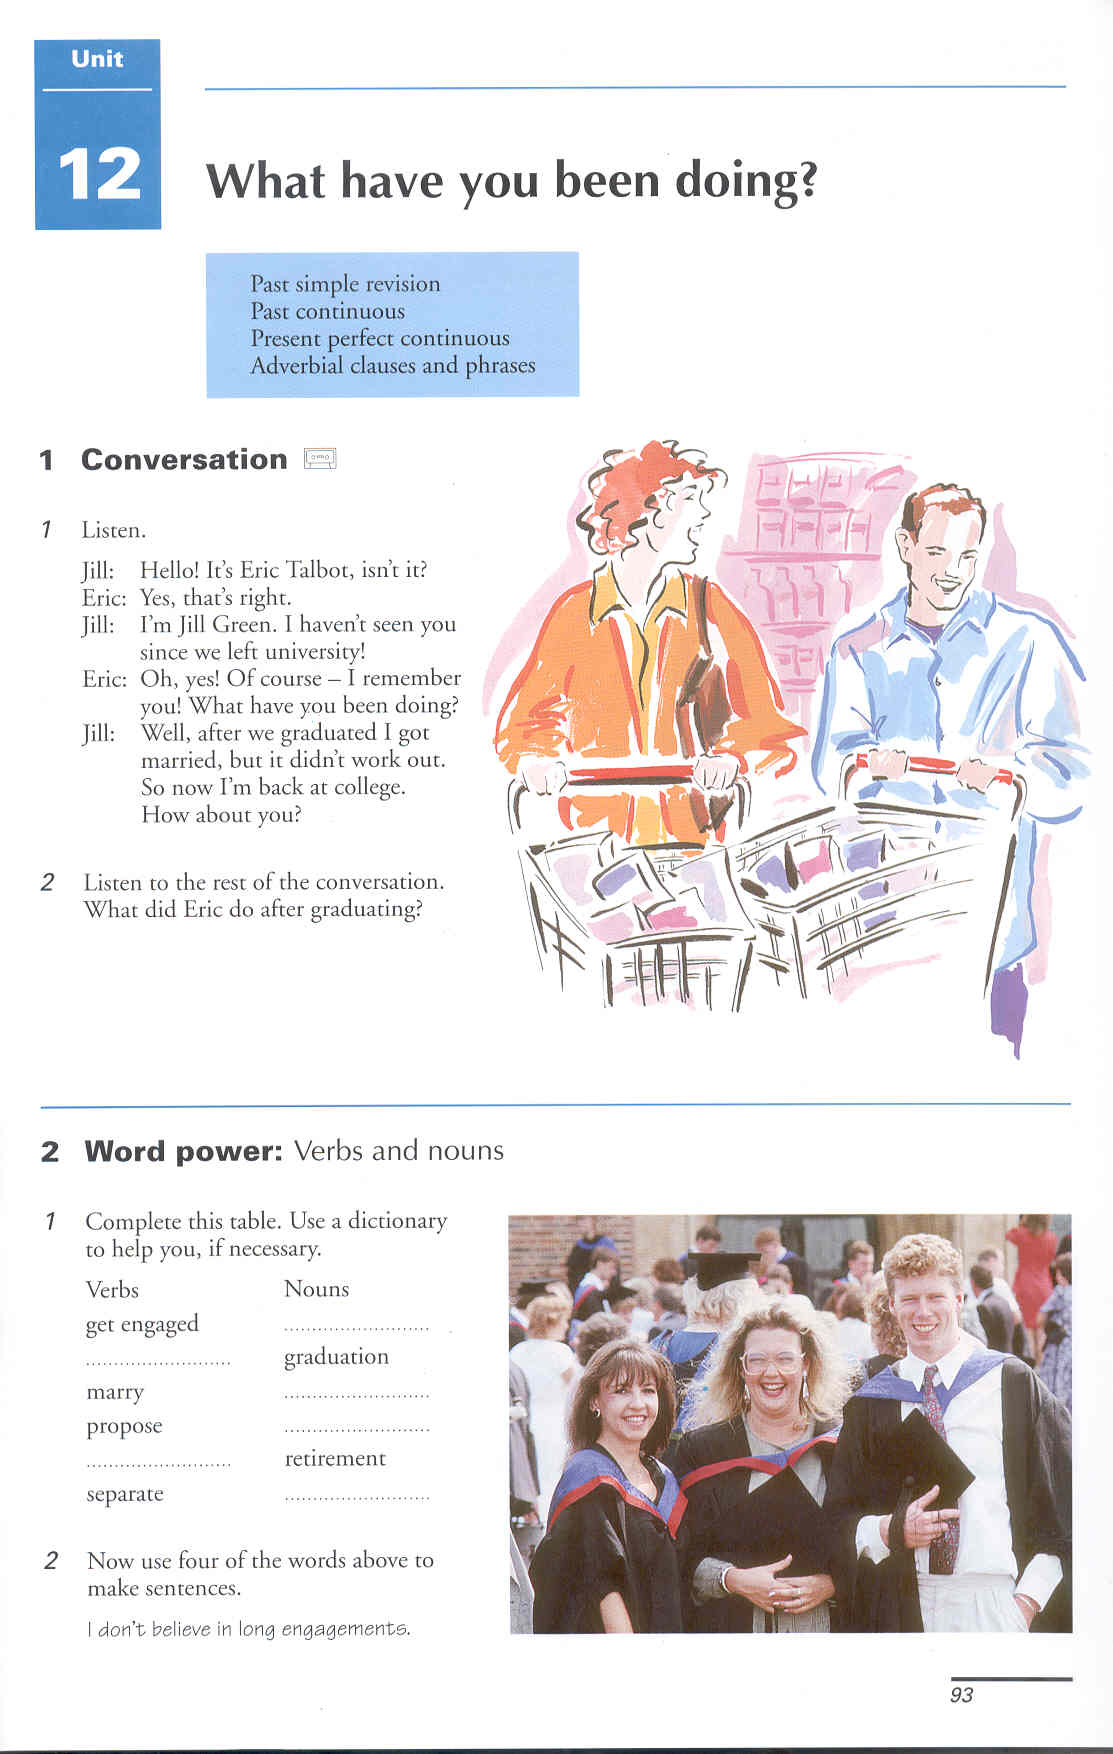 Unit
12
What have you been doing?
Past simple revision
Past continuous
Present perfect continuous
Adverbial clauses and phrases
1 Conversation
1 Listen.
Jill: Hello! It's Eric Talbot, isn't it?
Eric: Yes, that's right.
Jill: I'm Jill Green. I haven't seen you
since we left university!
Eric: Oh, yes! Of course – I remember
you! What have you been doing?
Jill: Well, after we graduated I got
married, but it didn't work out.
So now I'm back at college.
How about you?
2 Listen to the rest of the conversation.
What did Eric do after graduating?
2 Word power: Verbs and nouns
1 Complete this table. Use a dictionary
to help you, if necessary.
Verbs Nouns
get engaged ..........................
.......................... graduation
marry ..........................
propose ..........................
.......................... retirement
separate ..........................
2 Now use four of the words above to
make sentences.
I don't believe in long engagements.
93